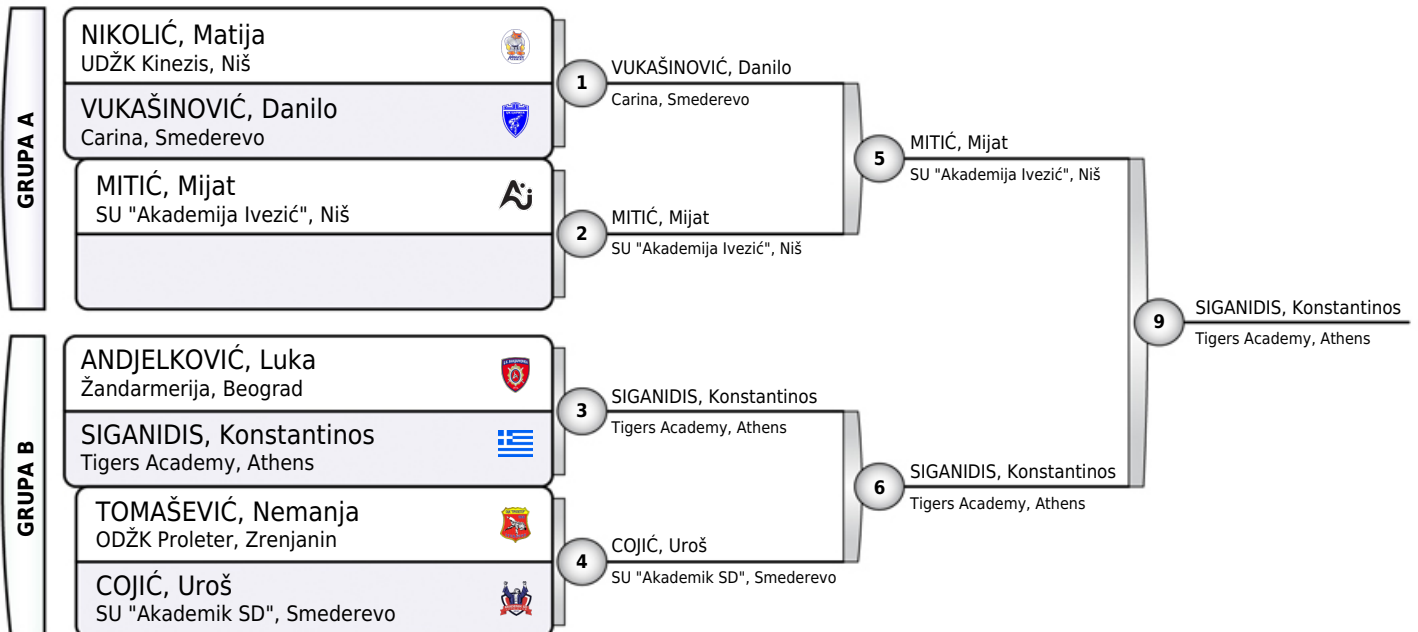 GRUPA A
NIKOLIĆ, Matija
UDŽK Kinezis, Niš
VUKAŠINOVIĆ, Danilo
Carina, Smederevo
MITIĆ, Mijat
SU "Akademija Ivezić", Niš
1
VUKAŠINOVIĆ, Danilo
Carina, Smederevo
2
MITIĆ, Mijat
SU "Akademija Ivezić", Niš
5
MITIĆ, Mijat
SU "Akademija Ivezić", Niš
GRUPA B
ANDJELKOVIĆ, Luka
Žandarmerija, Beograd
SIGANIDIS, Konstantinos
Tigers Academy, Athens
TOMAŠEVIĆ, Nemanja
ODŽK Proleter, Zrenjanin
COJIĆ, Uroš
SU "Akademik SD", Smederevo
3
SIGANIDIS, Konstantinos
Tigers Academy, Athens
4
COJIĆ, Uroš
SU "Akademik SD", Smederevo
6
SIGANIDIS, Konstantinos
Tigers Academy, Athens
9
SIGANIDIS, Konstantinos
Tigers Academy, Athens